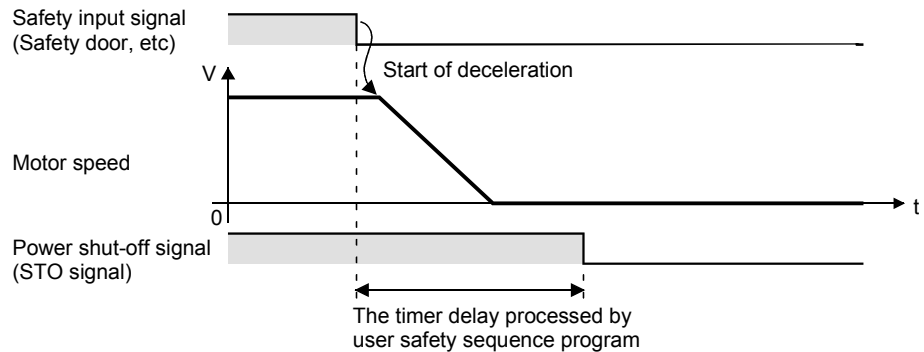 Safety input signal
(Safety door, etc)
Start of deceleration
V
Motor speed
0
t
Power shut-off signal
(STO signal)
The timer delay processed by
user safety sequence program